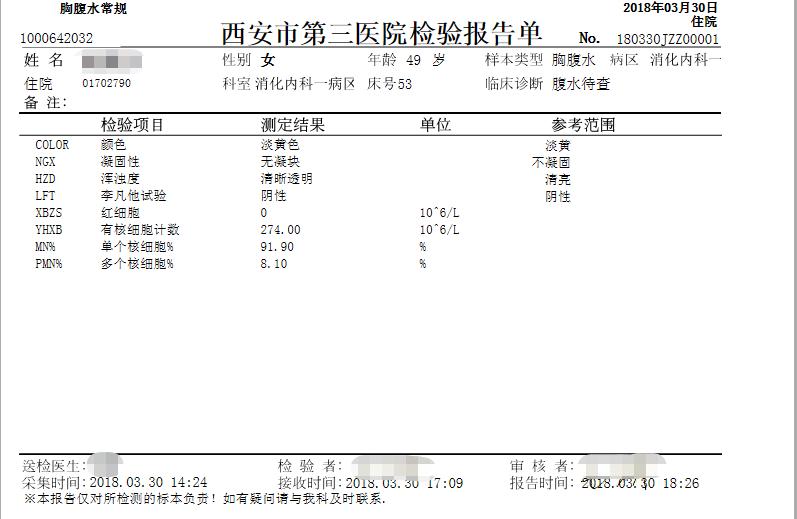 胸腹水常规 2018年03月30日
住院
1000642032 西安市第三医院检验报告单 No. 180330JZZ00001
姓 名 性别 女 年龄 49 岁 样本类型 胸腹水 病区 消化内科一
住院 01702790 科室 消化内科一病区 床号53 临床诊断 腹水待查
备 注:
检验项目 测定结果 单位 参考范围
COLOR 颜色 淡黄色 淡黄
NGX 凝固性 无凝块 不凝固
HZD 浑浊度 清晰透明 清亮
LFT 李凡他试验 阴性 阴性
XBZS 红细胞 0 10^6/L
YHXB 有核细胞计数 274.00 10^6/L
MN% 单个核细胞% 91.90 %
PMN% 多个核细胞% 8.10 %
送检医生: 检 验 者: 审 核 者:
采集时间:2018.03.30 14:24 接收时间:2018.03.30 17:09 报告时间:2018.03.30 18:26
※本报告仅对所检测的标本负责！如有疑问请与我科及时联系.